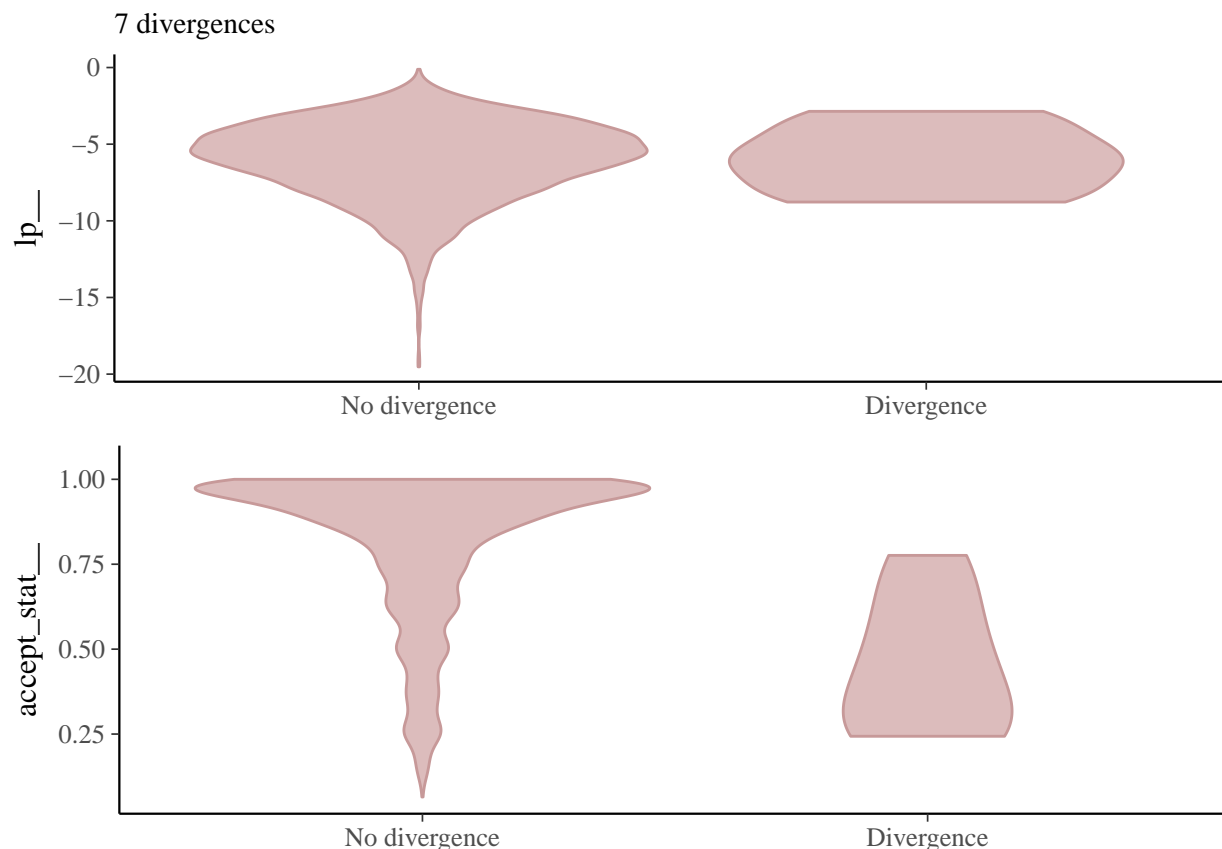 7 divergences
lp__
0
−5
−10
−15
−20
No divergence Divergence
accept_stat__
1.00
0.75
0.50
0.25
No divergence Divergence